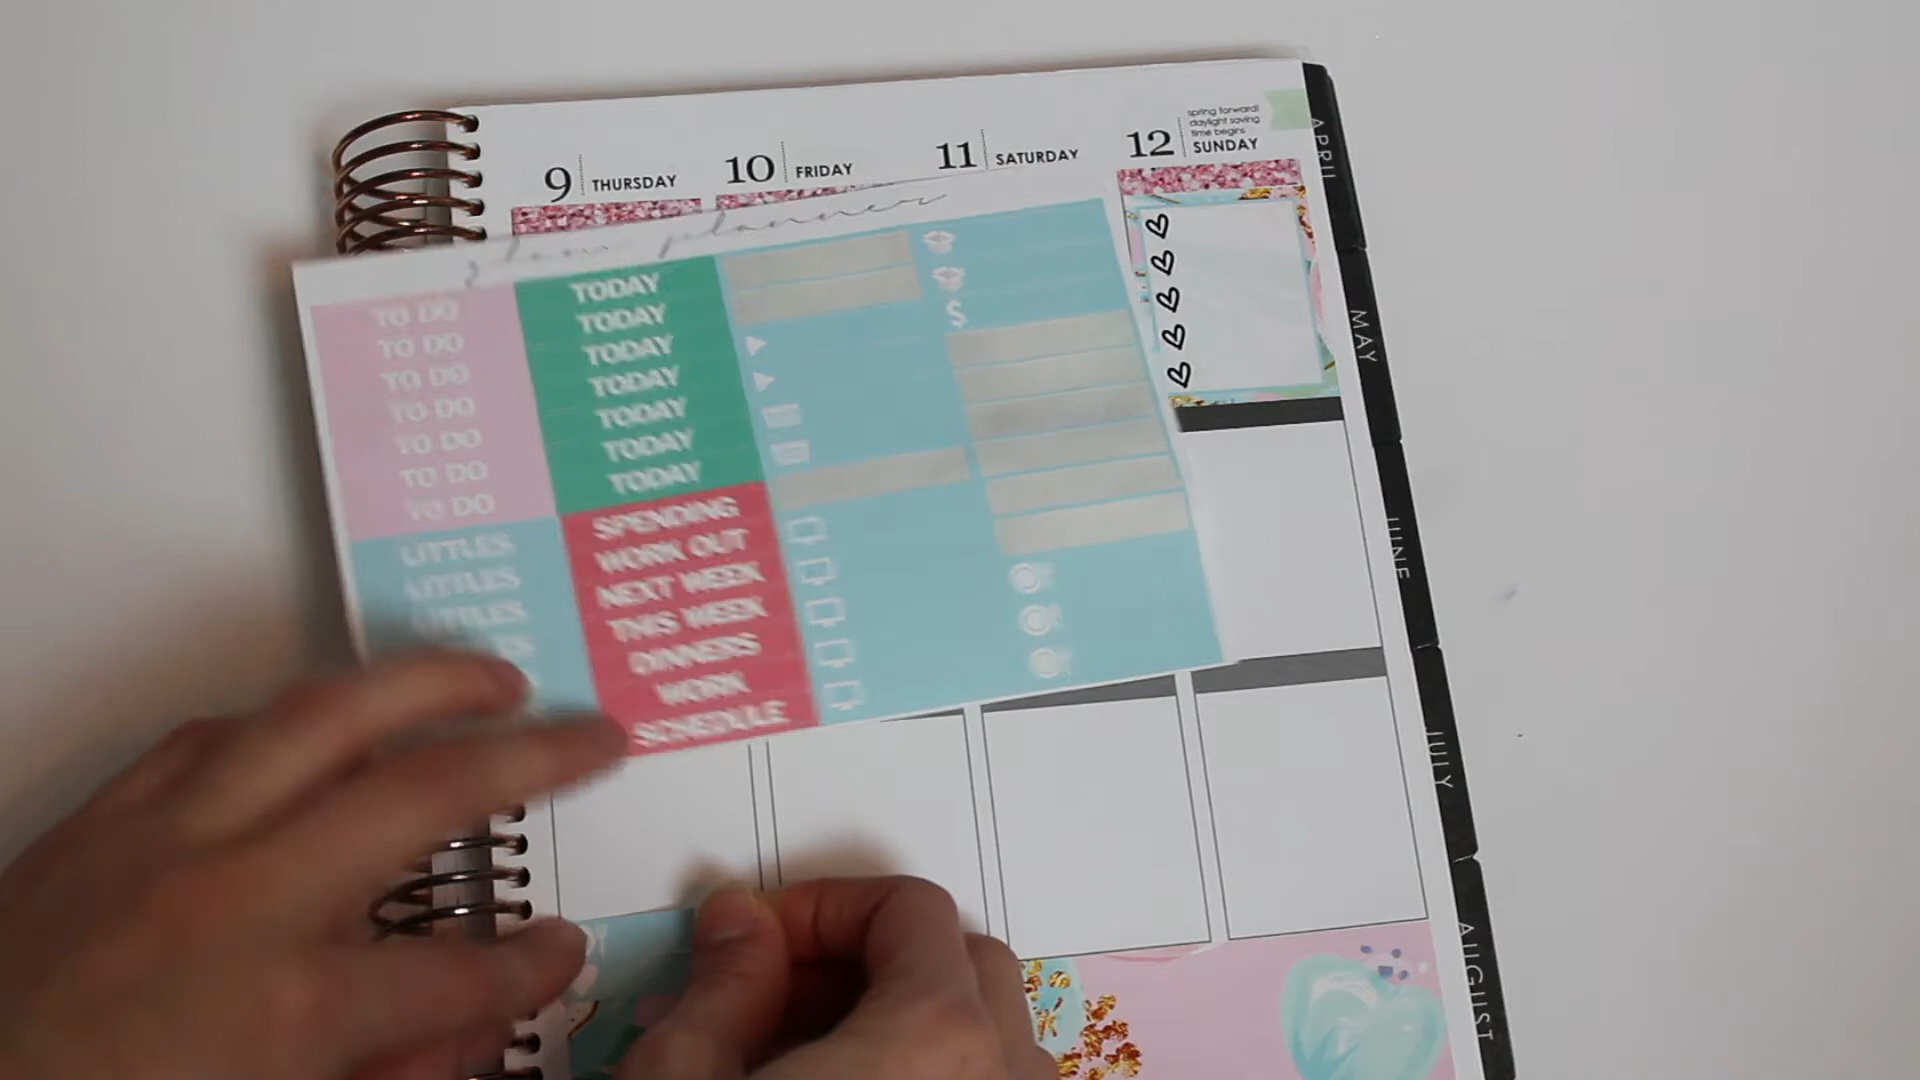 9 THURSDAY
10 FRIDAY
11 SATURDAY
12 SUNDAY
spring forward!
daylight saving
time begins
planner
TO DO
TO DO
TO DO
TO DO
TO DO
TO DO
TO DO
TODAY
TODAY
TODAY
TODAY
TODAY
TODAY
TODAY
$
LITTLES
LITTLES
LITTLES
SPENDING
WORK OUT
NEXT WEEK
THIS WEEK
DINNERS
WORK
SCHEDULE
APRIL
MAY
JUNE
JULY
AUGUST